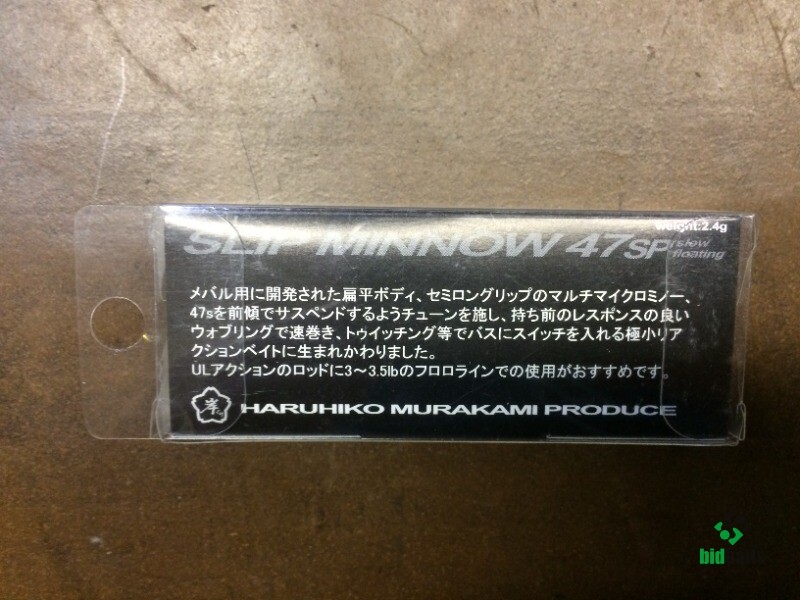 weight:2.4g
SLIP MINNOW 47SP slow
floating
メバル用に開発された扁平ボディ、セミロングリップのマルチマイクロミノー、
47sを前傾でサスペンドするようチューンを施し、持ち前のレスポンスの良い
ウォブリングで速巻き、トゥイッチング等でバスにスイッチを入れる極小リア
クションベイトに生まれかわりました。
ULアクションのロッドに3〜3.5lbのフロロラインでの使用がおすすめです。
岸 HARUHIKO MURAKAMI PRODUCE
bid